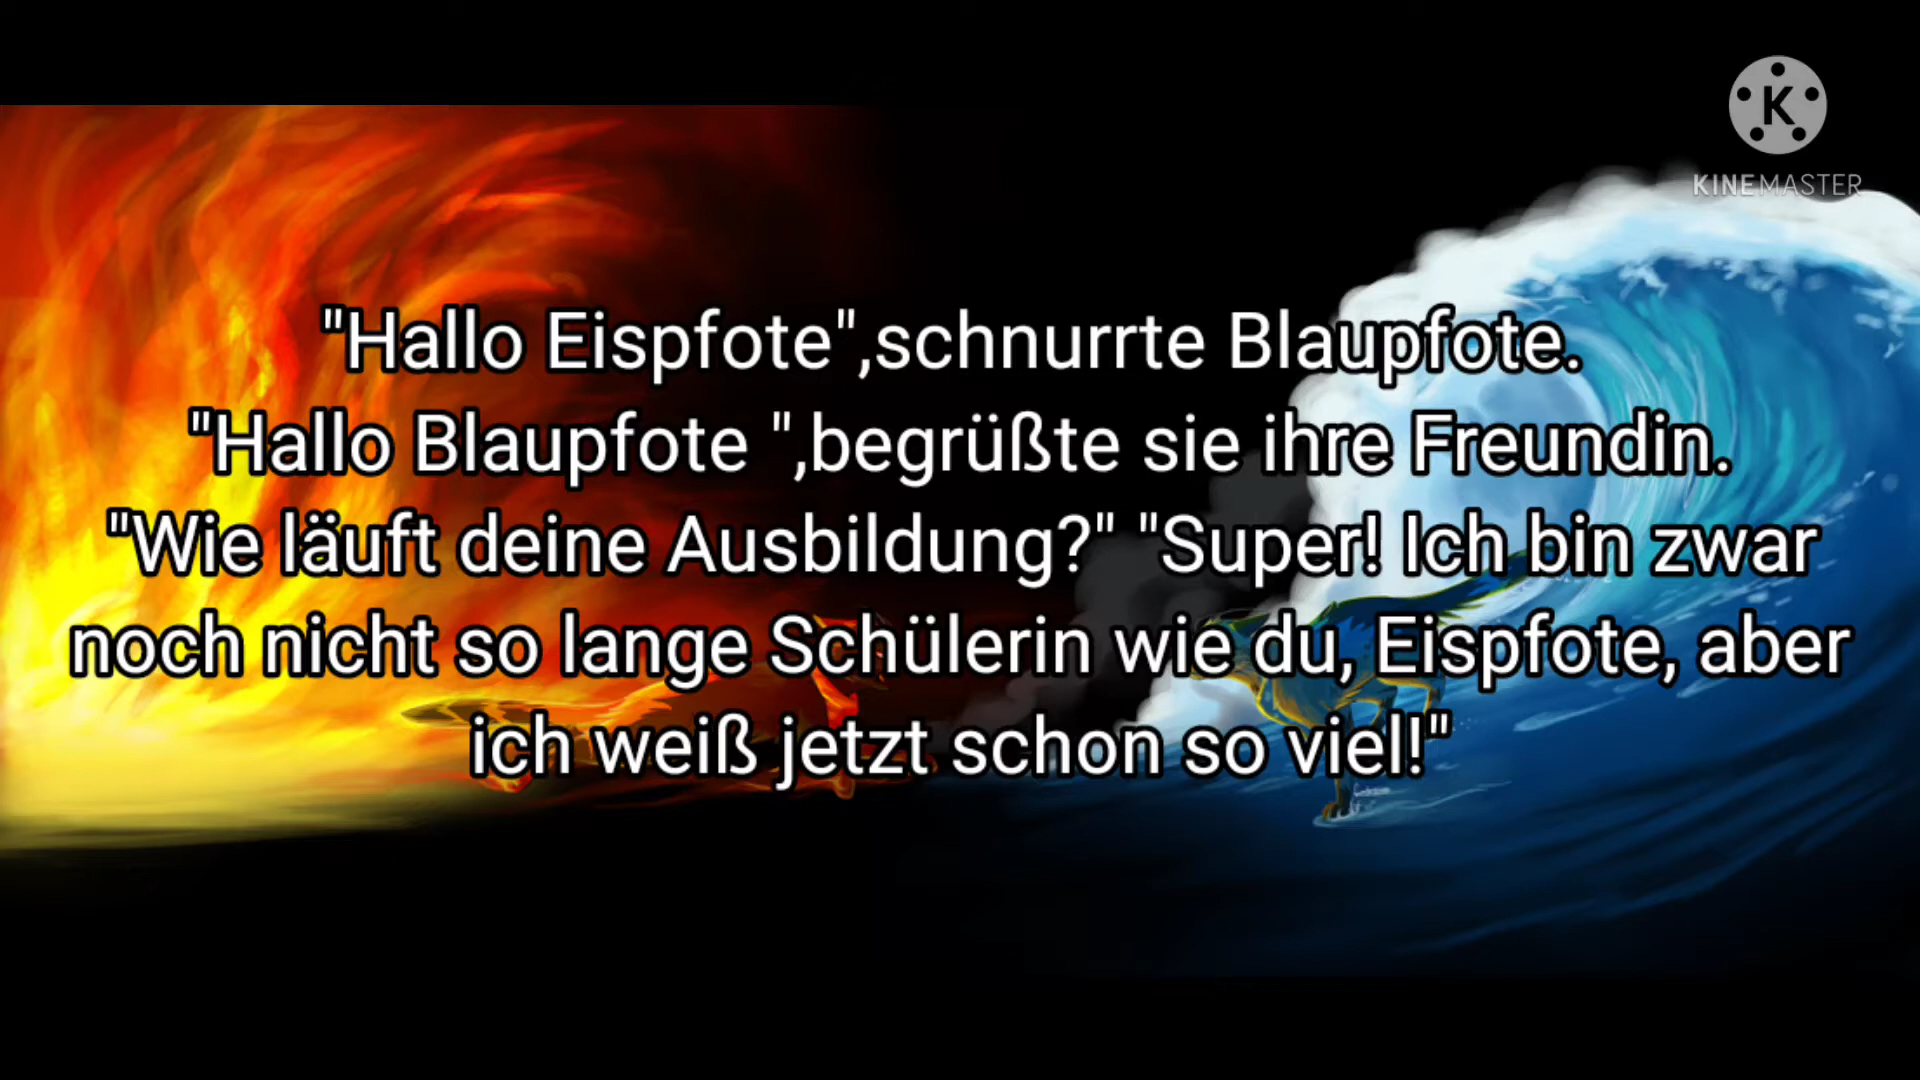 K
KINEMASTER
"Hallo Eispfote",schnurrte Blaupfote.
"Hallo Blaupfote ",begrüßte sie ihre Freundin.
"Wie läuft deine Ausbildung?" "Super! Ich bin zwar
noch nicht so lange Schülerin wie du, Eispfote, aber
ich weiß jetzt schon so viel!"